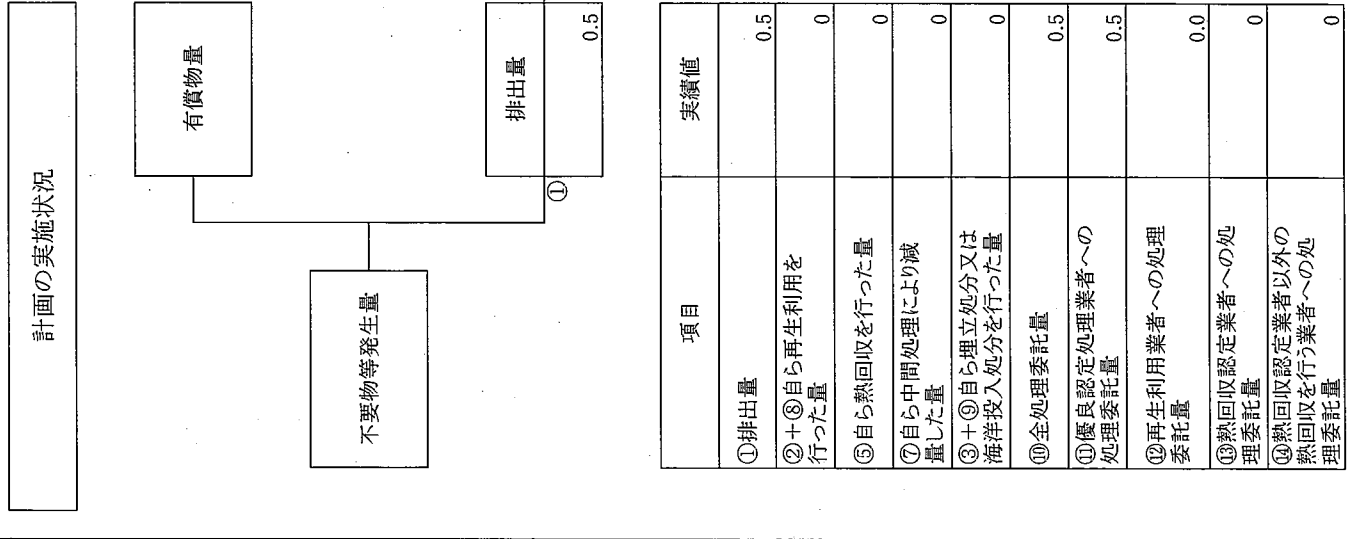 計画の実施状況
有償物量
不要物等発生量
排出量
①
0.5
項目
実績値
①排出量
0.5
②+⑧自ら再生利用を
行った量
0
⑤自ら熱回収を行った量
0
⑦自ら中間処理により減
量した量
0
③+⑨自ら埋立処分又は
海洋投入処分を行った量
0
⑩全処理委託量
0.5
⑪優良認定処理業者への
処理委託量
0.5
⑫再生利用業者への処理
委託量
0.0
⑬熱回収認定業者への処
理委託量
0
⑭熱回収認定業者以外の
熱回収を行う業者への処
理委託量
0